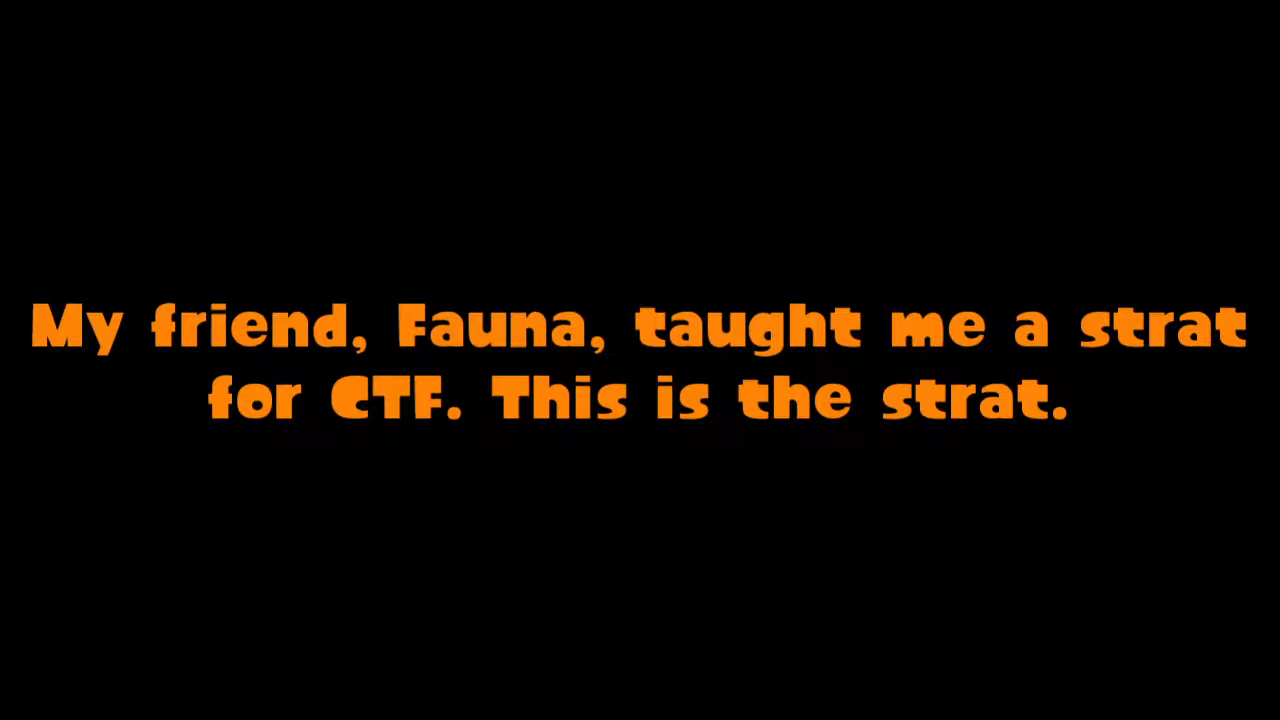 My friend, Fauna, taught me a strat
for CTF. This is the strat.